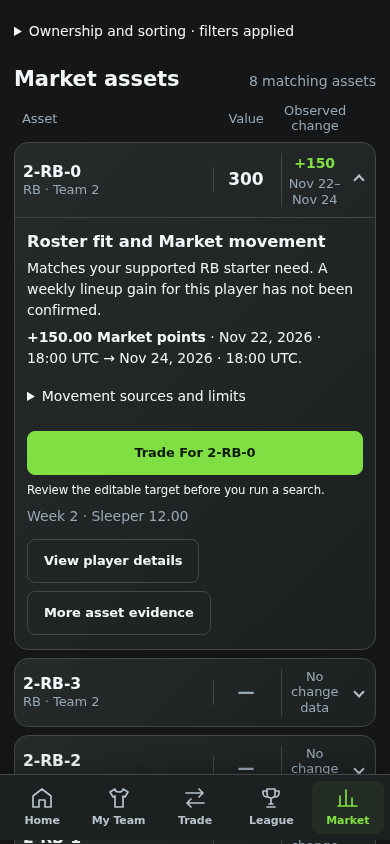 Ownership and sorting · filters applied
Market assets
8 matching assets
Asset
Value
Observed
change
2-RB-0
RB · Team 2
300
+150
Nov 22–
Nov 24
Roster fit and Market movement
Matches your supported RB starter need. A
weekly lineup gain for this player has not been
confirmed.
+150.00 Market points · Nov 22, 2026 ·
18:00 UTC → Nov 24, 2026 · 18:00 UTC.
Movement sources and limits
Trade For 2-RB-0
Review the editable target before you run a search.
Week 2 · Sleeper 12.00
View player details
More asset evidence
2-RB-3
RB · Team 2
—
No
change
data
2-RB-2
—
No
change
Home
My Team
Trade
League
Market